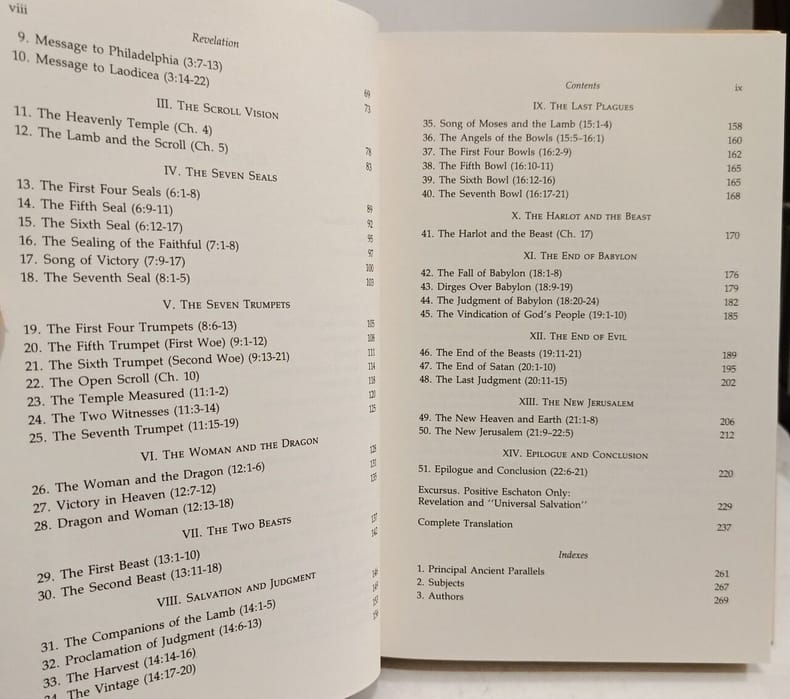 viii
Revelation
9. Message to Philadelphia (3:7-13)
10. Message to Laodicea (3:14-22)
69
III. THE SCROLL VISION
73
11. The Heavenly Temple (Ch. 4)
12. The Lamb and the Scroll (Ch. 5)
78
IV. THE SEVEN SEALS
83
13. The First Four Seals (6:1-8)
14. The Fifth Seal (6:9-11) 89
15. The Sixth Seal (6:12-17) 92
16. The Sealing of the Faithful (7:1-8) 95
17. Song of Victory (7:9-17) 97
18. The Seventh Seal (8:1-5) 100
103
V. THE SEVEN TRUMPETS
19. The First Four Trumpets (8:6-13) 105
20. The Fifth Trumpet (First Woe) (9:1-12) 108
21. The Sixth Trumpet (Second Woe) (9:13-21) 111
22. The Open Scroll (Ch. 10) 114
23. The Temple Measured (11:1-2) 118
24. The Two Witnesses (11:3-14) 120
25. The Seventh Trumpet (11:15-19) 125
VI. THE WOMAN AND THE DRAGON
26. The Woman and the Dragon (12:1-6)
27. Victory in Heaven (12:7-12)
28. Dragon and Woman (12:13-18)
VII. THE TWO BEASTS
29. The First Beast (13:1-10)
30. The Second Beast (13:11-18)
VIII. SALVATION AND JUDGMENT
31. The Companions of the Lamb (14:1-5)
32. Proclamation of Judgment (14:6-13)
33. The Harvest (14:14-16)
34. The Vintage (14:17-20)
Contents ix
IX. THE LAST PLAGUES
35. Song of Moses and the Lamb (15:1-4) 158
36. The Angels of the Bowls (15:5–16:1) 160
37. The First Four Bowls (16:2-9) 162
38. The Fifth Bowl (16:10-11) 165
39. The Sixth Bowl (16:12-16) 165
40. The Seventh Bowl (16:17-21) 168
X. THE HARLOT AND THE BEAST
41. The Harlot and the Beast (Ch. 17) 170
XI. THE END OF BABYLON
42. The Fall of Babylon (18:1-8) 176
43. Dirges Over Babylon (18:9-19) 179
44. The Judgment of Babylon (18:20-24) 182
45. The Vindication of God's People (19:1-10) 185
XII. THE END OF EVIL
46. The End of the Beasts (19:11-21) 189
47. The End of Satan (20:1-10) 195
48. The Last Judgment (20:11-15) 202
XIII. THE NEW JERUSALEM
49. The New Heaven and Earth (21:1-8) 206
50. The New Jerusalem (21:9–22:5) 212
XIV. EPILOGUE AND CONCLUSION
51. Epilogue and Conclusion (22:6-21) 220
Excursus. Positive Eschaton Only:
Revelation and "Universal Salvation" 229
Complete Translation 237
Indexes
1. Principal Ancient Parallels 261
2. Subjects 267
3. Authors 269